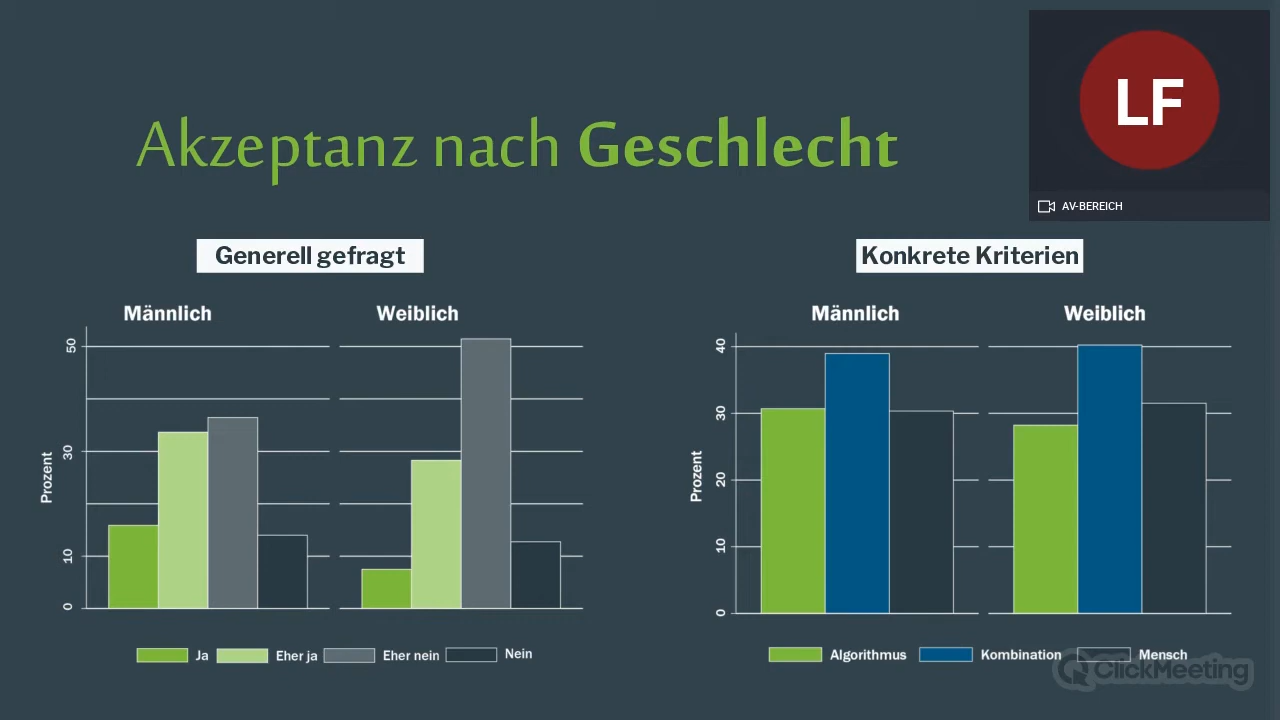 LF
AV-BEREICH
Akzeptanz nach Geschlecht
Generell gefragt
Männlich
Weiblich
Prozent
50
30
10
0
Ja
Eher ja
Eher nein
Nein
Konkrete Kriterien
Männlich
Weiblich
Prozent
40
30
20
10
0
Algorithmus
Kombination
Mensch
ClickMeeting